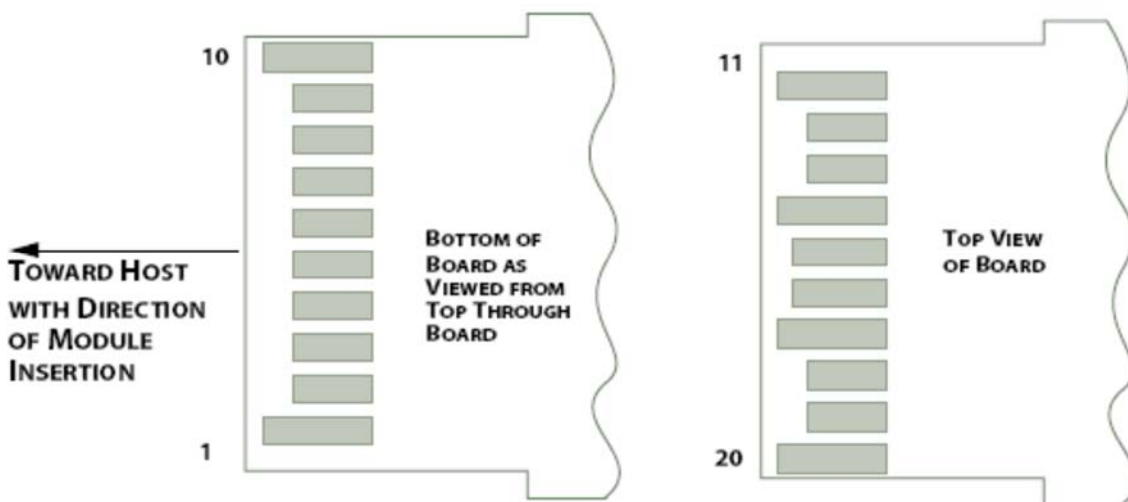 10
TOWARD HOST
WITH DIRECTION
OF MODULE
INSERTION
1
BOTTOM OF
BOARD AS
VIEWED FROM
TOP THROUGH
BOARD
11
TOP VIEW
OF BOARD
20